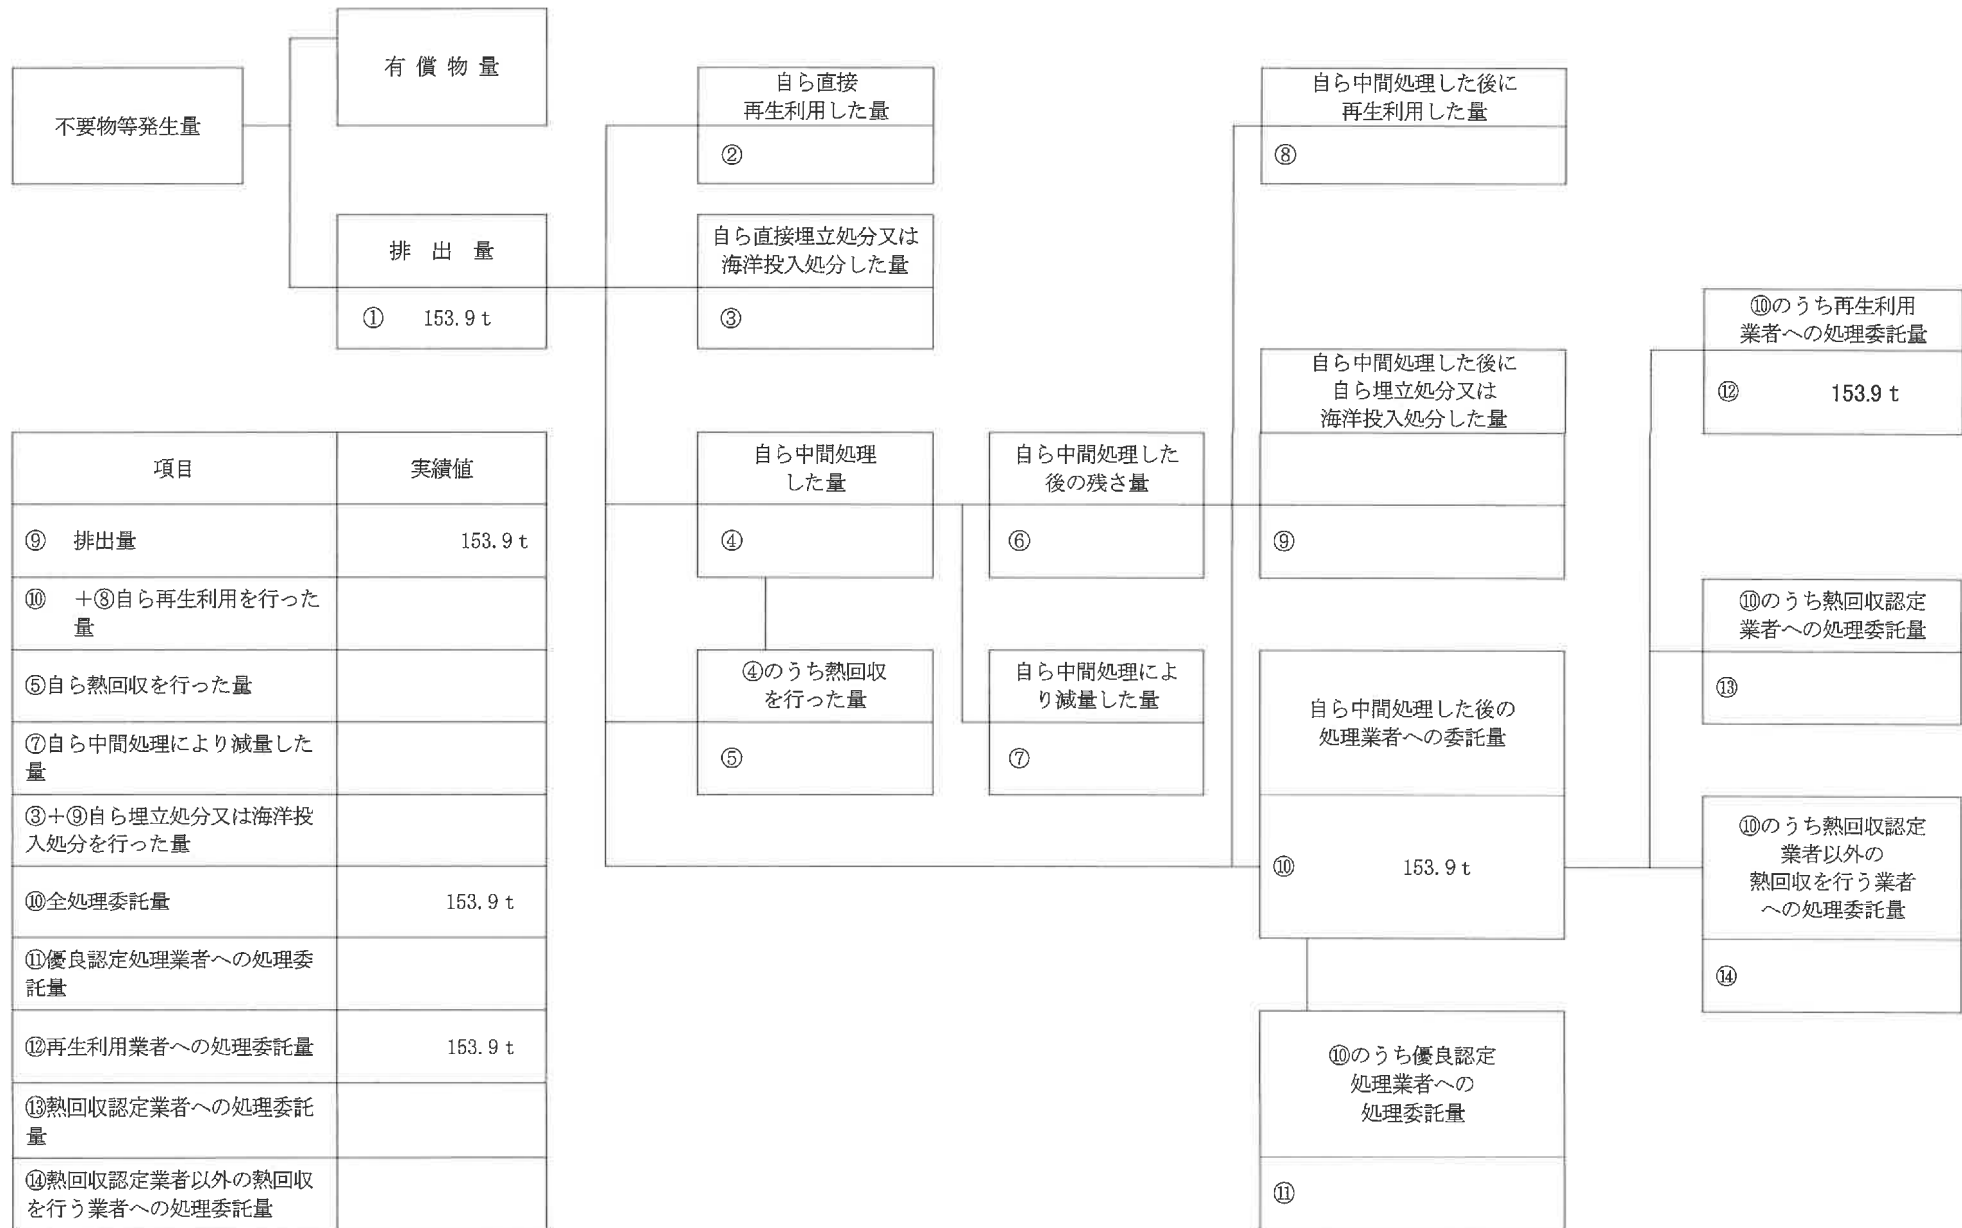 不要物等発生量
有 償 物 量
排 出 量
① 153.9 t
自ら直接
再生利用した量
②
自ら直接埋立処分又は
海洋投入処分した量
③
自ら中間処理
した量
④
④のうち熱回収
を行った量
⑤
自ら中間処理した
後の残さ量
⑥
自ら中間処理によ
り減量した量
⑦
自ら中間処理した後に
再生利用した量
⑧
自ら中間処理した後に
自ら埋立処分又は
海洋投入処分した量
⑨
自ら中間処理した後の
処理業者への委託量
⑩ 153.9 t
⑩のうち優良認定
処理業者への
処理委託量
⑪
⑩のうち再生利用
業者への処理委託量
⑫ 153.9 t
⑩のうち熱回収認定
業者への処理委託量
⑬
⑩のうち熱回収認定
業者以外の
熱回収を行う業者
への処理委託量
⑭
項目 実績値
⑨ 排出量 153.9 t
⑩ +⑧自ら再生利用を行った
量
⑤自ら熱回収を行った量
⑦自ら中間処理により減量した
量
③+⑨自ら埋立処分又は海洋投
入処分を行った量
⑩全処理委託量 153.9 t
⑪優良認定処理業者への処理委
託量
⑫再生利用業者への処理委託量 153.9 t
⑬熱回収認定業者への処理委託
量
⑭熱回収認定業者以外の熱回収
を行う業者への処理委託量